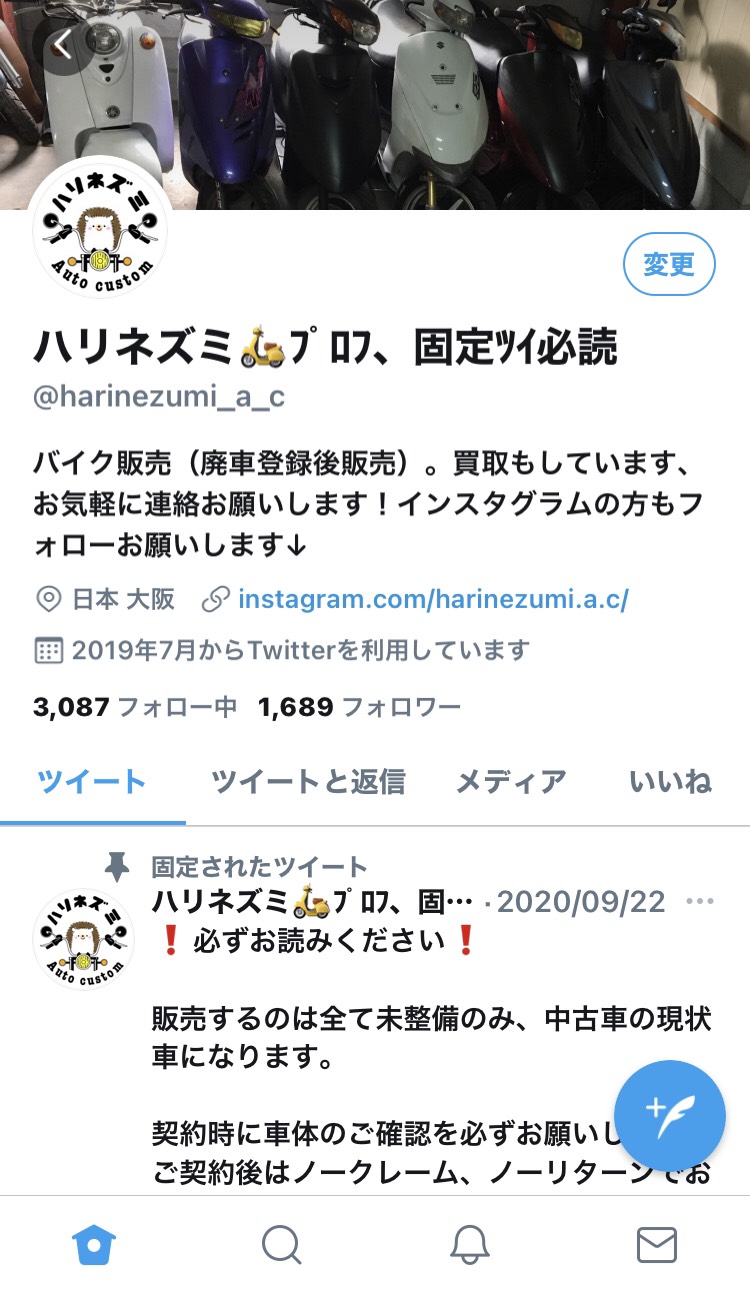 ハリネズミ
Auto custom
変更
ハリネズミ🛵ﾌﾟﾛﾌ、固定ﾂｲ必読
@harinezumi_a_c
バイク販売（廃車登録後販売）。買取もしています、
お気軽に連絡お願いします！インスタグラムの方もフ
ォローお願いします↓
日本 大阪 instagram.com/harinezumi.a.c/
2019年7月からTwitterを利用しています
3,087 フォロー中 1,689 フォロワー
ツイート ツイートと返信 メディア いいね
固定されたツイート
ハリネズミ🛵ﾌﾟﾛﾌ、固… · 2020/09/22
ハリネズミ
Auto custom
❗必ずお読みください❗
販売するのは全て未整備のみ、中古車の現状
車になります。
契約時に車体のご確認を必ずお願いし
ご契約後はノークレーム、ノーリターンでお